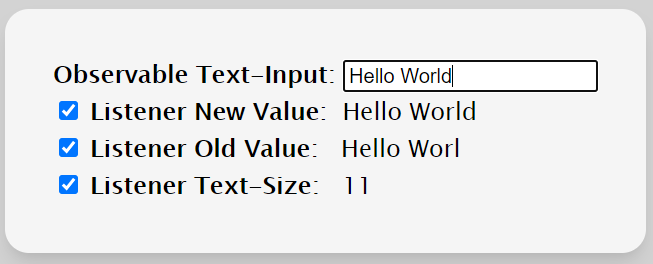 Observable Text-Input: Hello World
Listener New Value: Hello World
Listener Old Value: Hello Worl
Listener Text-Size: 11